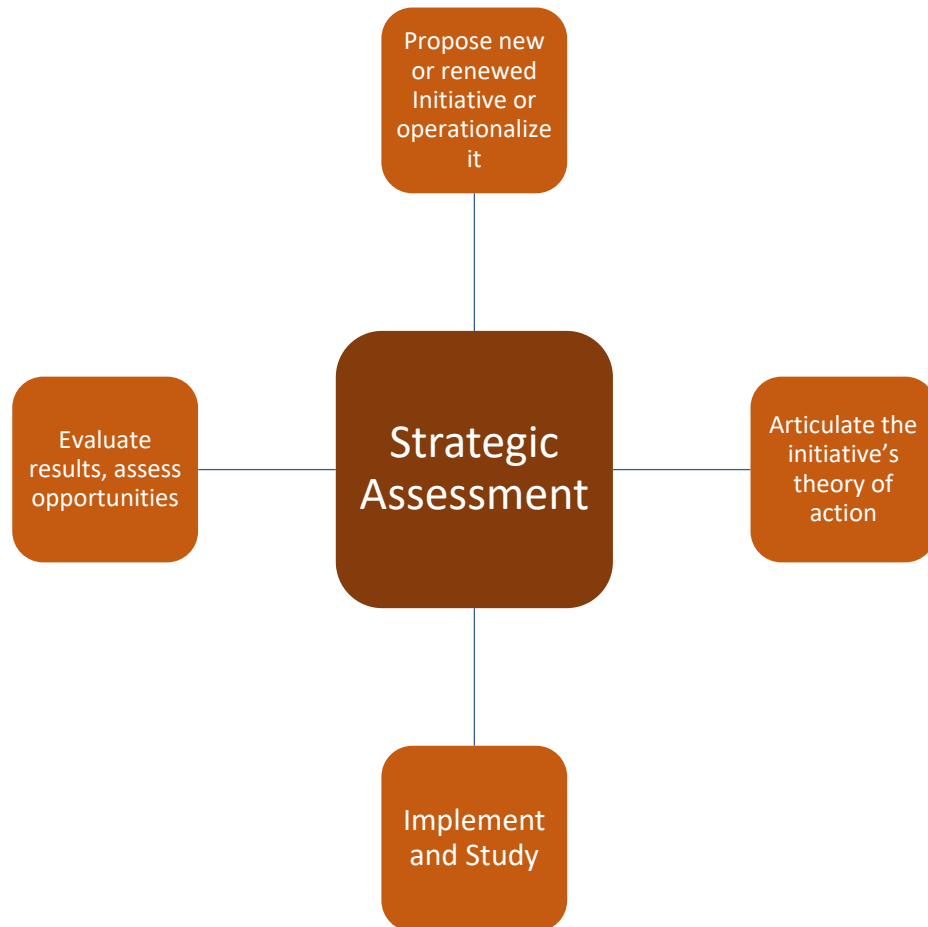 Propose new
or renewed
Initiative or
operationalize
it
Evaluate
results, assess
opportunities
Strategic
Assessment
Articulate the
initiative’s
theory of
action
Implement
and Study